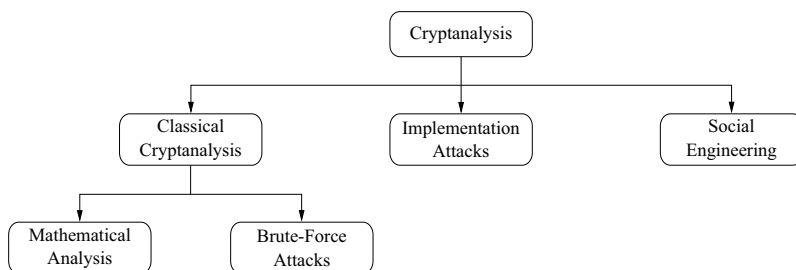 Cryptanalysis
Classical
Cryptanalysis
Implementation
Attacks
Social
Engineering
Mathematical
Analysis
Brute-Force
Attacks